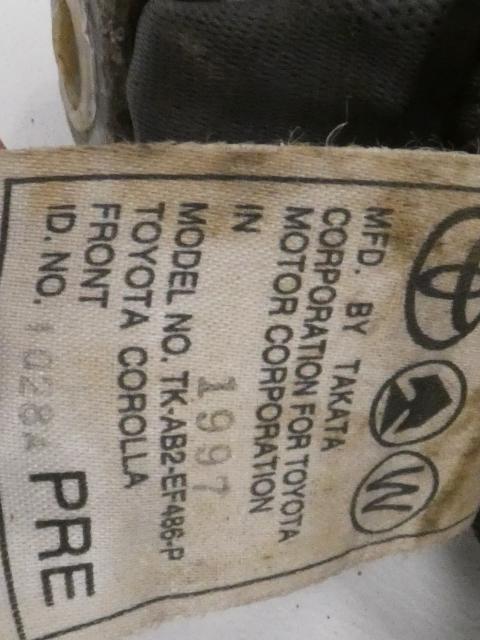 W
MFD. BY TAKATA
CORPORATION FOR TOYOTA
MOTOR CORPORATION
IN 1997
MODEL NO. TK-AB2-EF486-P
TOYOTA COROLLA
FRONT
ID. NO. PRE